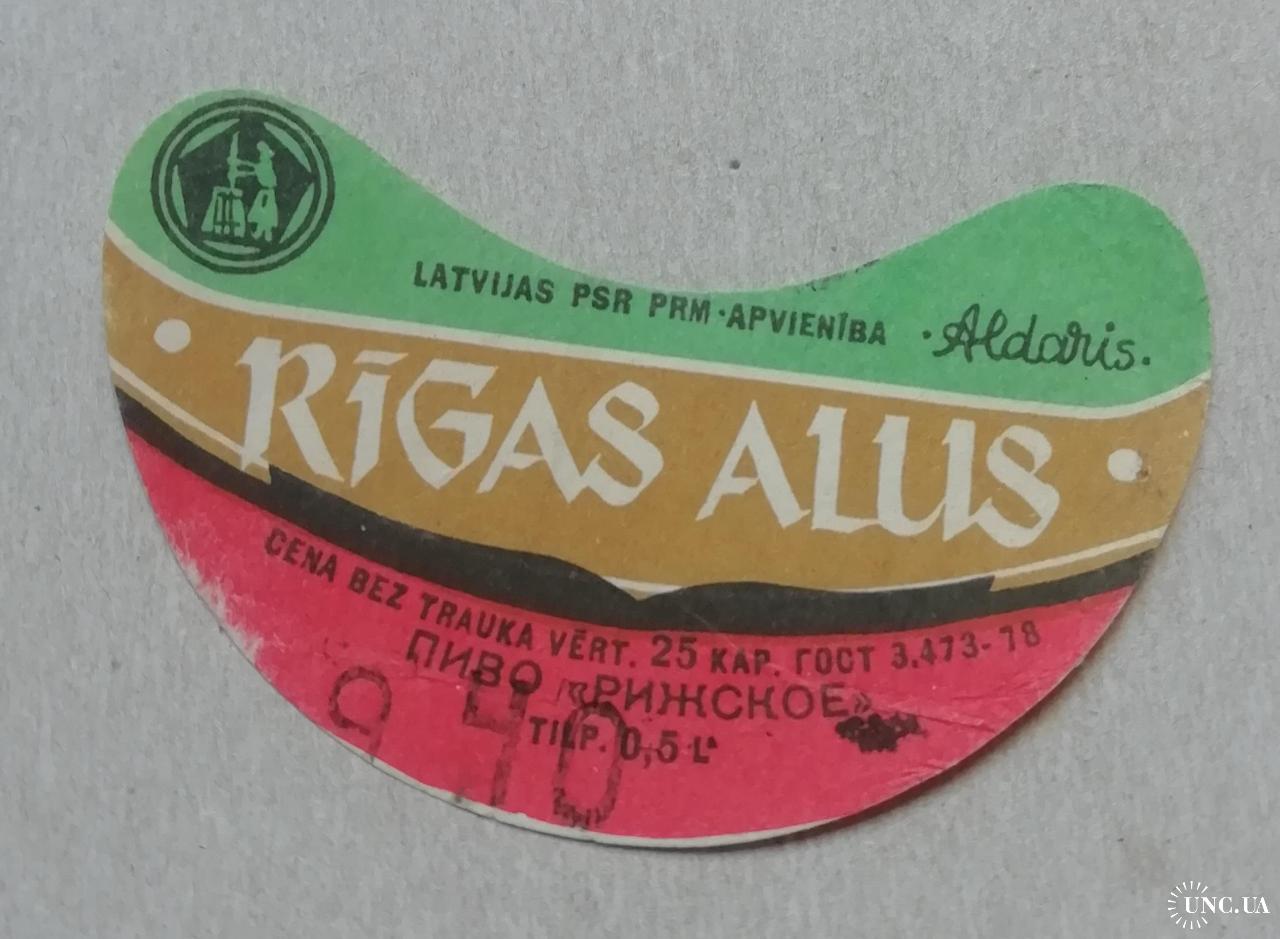 LATVIJAS PSR PRM·APVIENĪBA ·Aldaris·
RĪGAS ALUS
CENA BEZ TRAUKA VĒRT. 25 KAP. ГОСТ 3.473-78
ПИВО «РИЖСКОЕ»
TILP. 0,5 L
UNC.UA